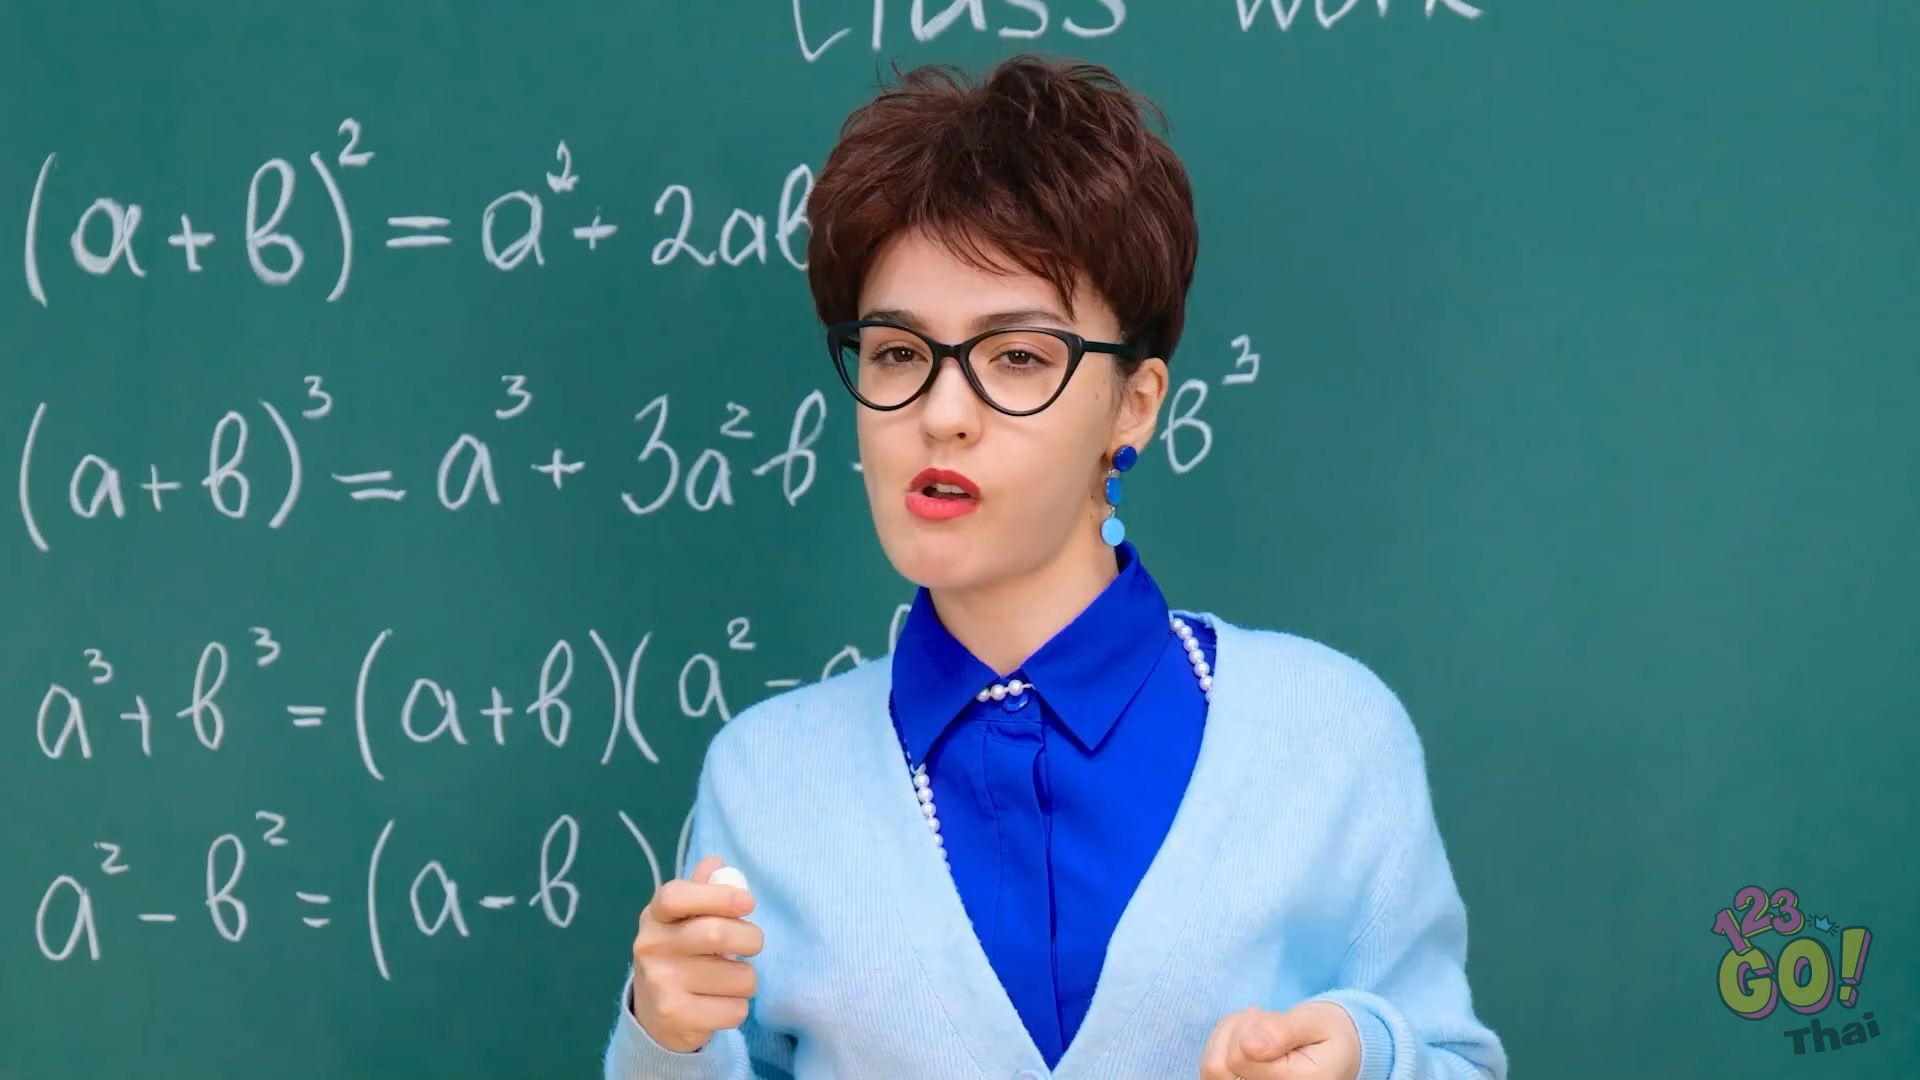 Class work
(a+b)² = a² + 2ab
(a+b)³ = a³ + 3a²b b³
a³ + b³ = (a+b)(a² -
a² - b² = (a-b)(
123 GO!
Thai